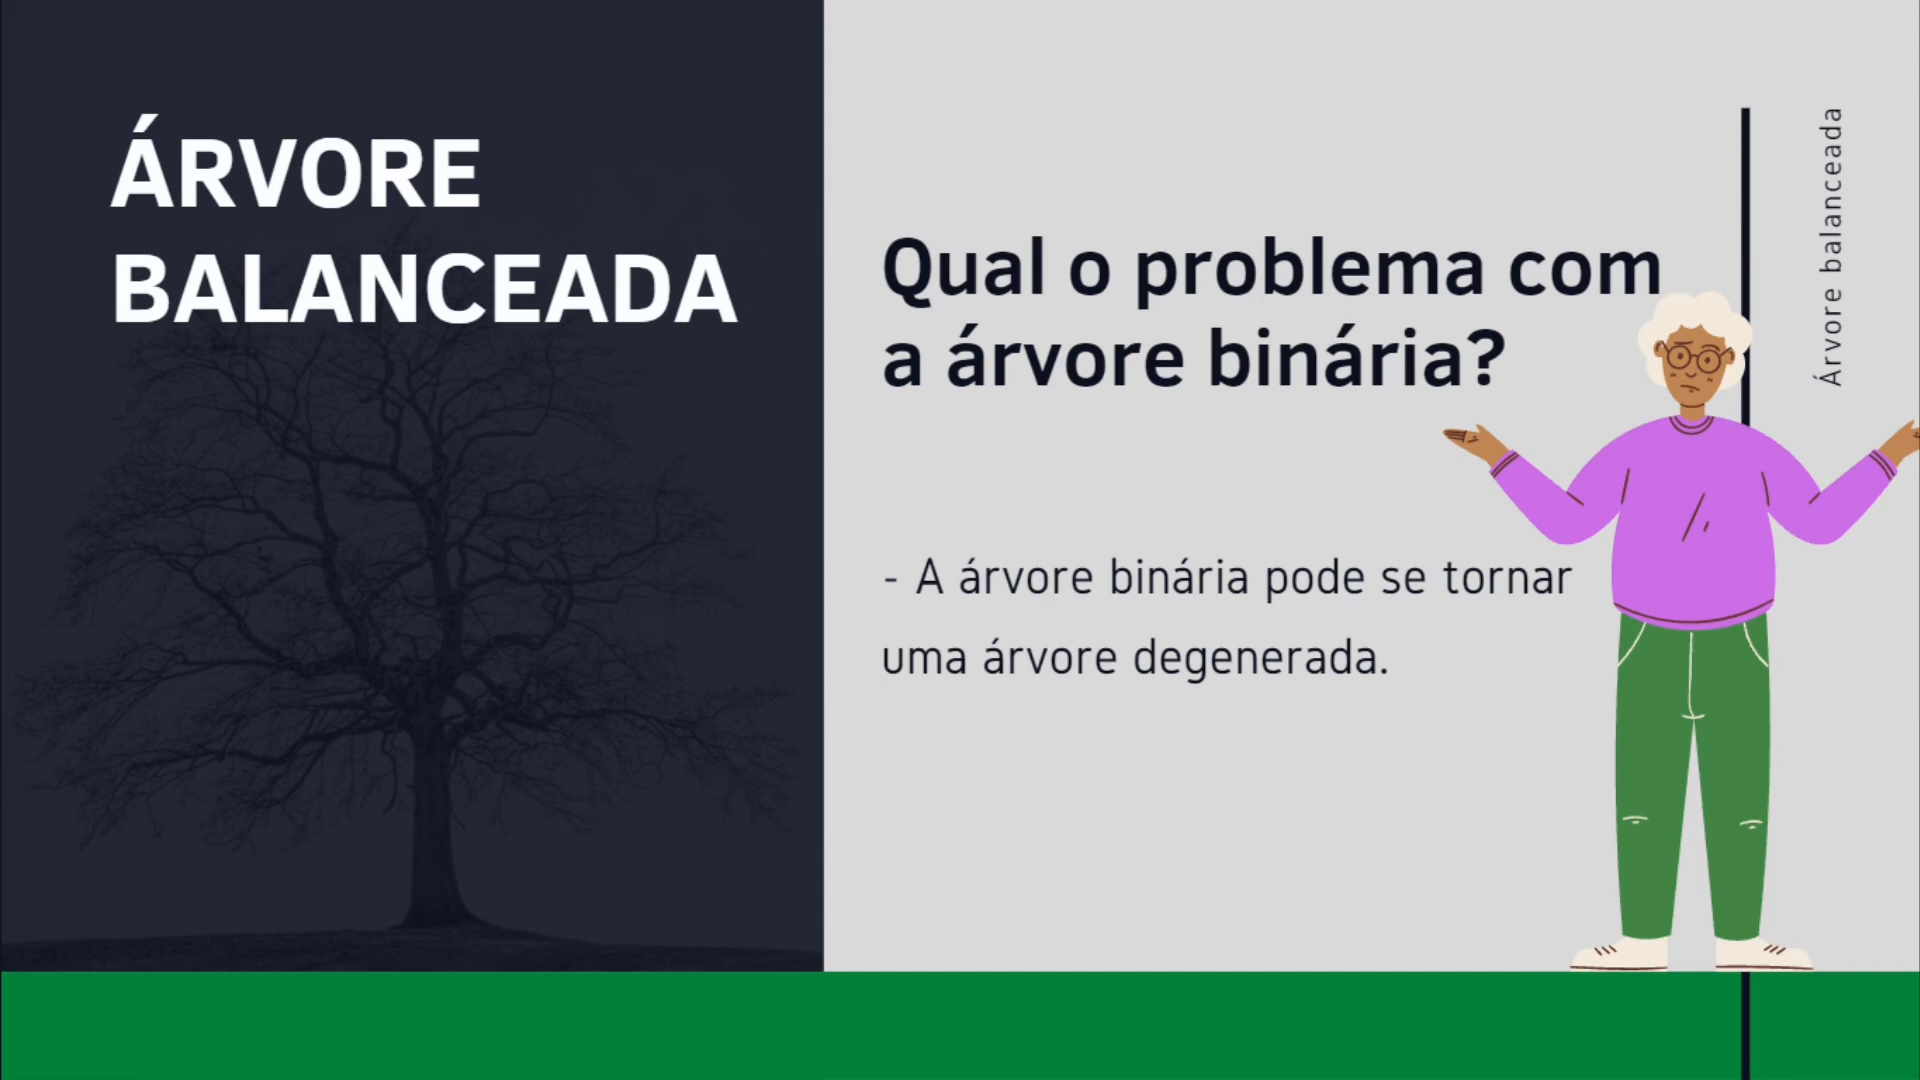 ÁRVORE
BALANCEADA
Qual o problema com
a árvore binária?
- A árvore binária pode se tornar
uma árvore degenerada.
Árvore balanceada